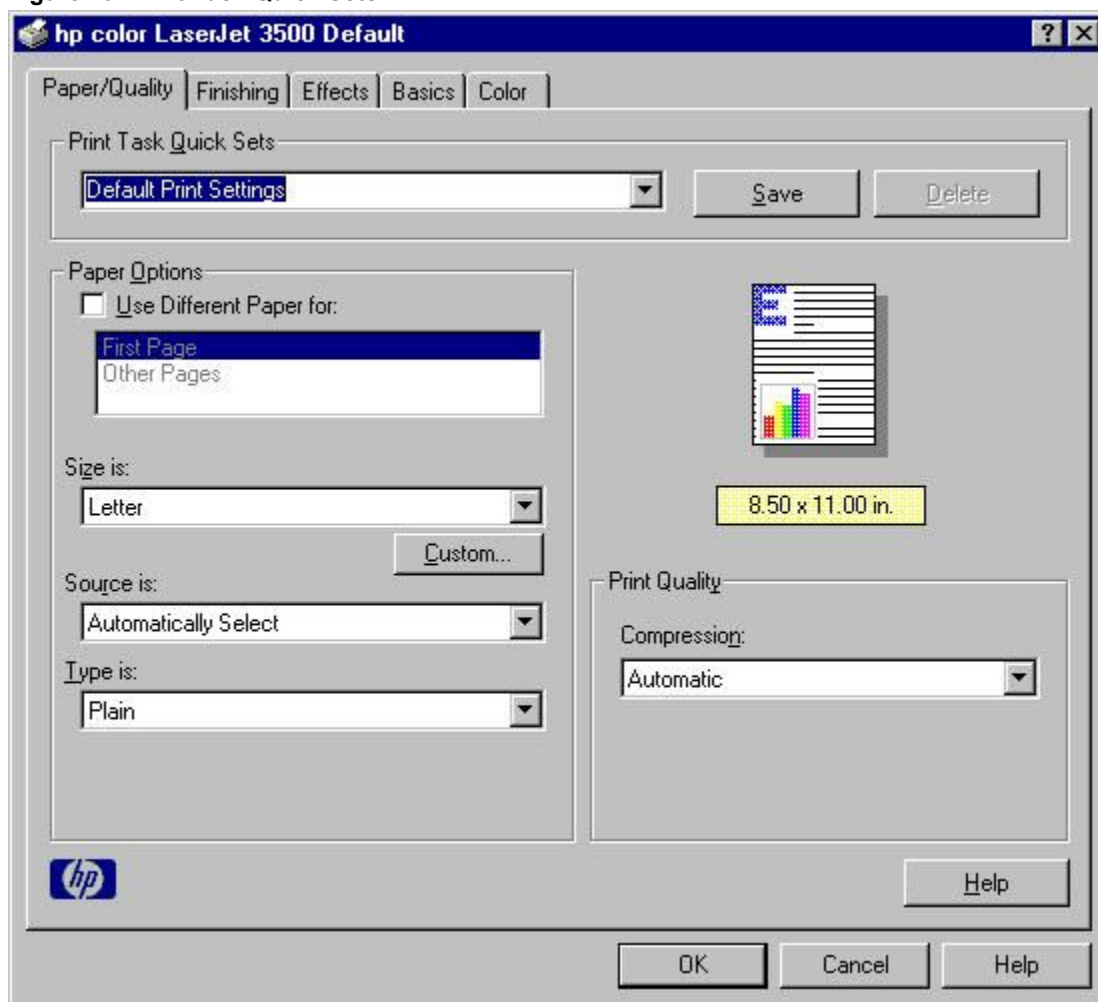 hp color LaserJet 3500 Default
Paper/Quality Finishing Effects Basics Color
Print Task Quick Sets
Default Print Settings
Save
Delete
Paper Options
Use Different Paper for:
First Page
Other Pages
Size is:
Letter
Custom...
Source is:
Automatically Select
Type is:
Plain
E
8.50 x 11.00 in.
Print Quality
Compression:
Automatic
hp
Help
OK
Cancel
Help